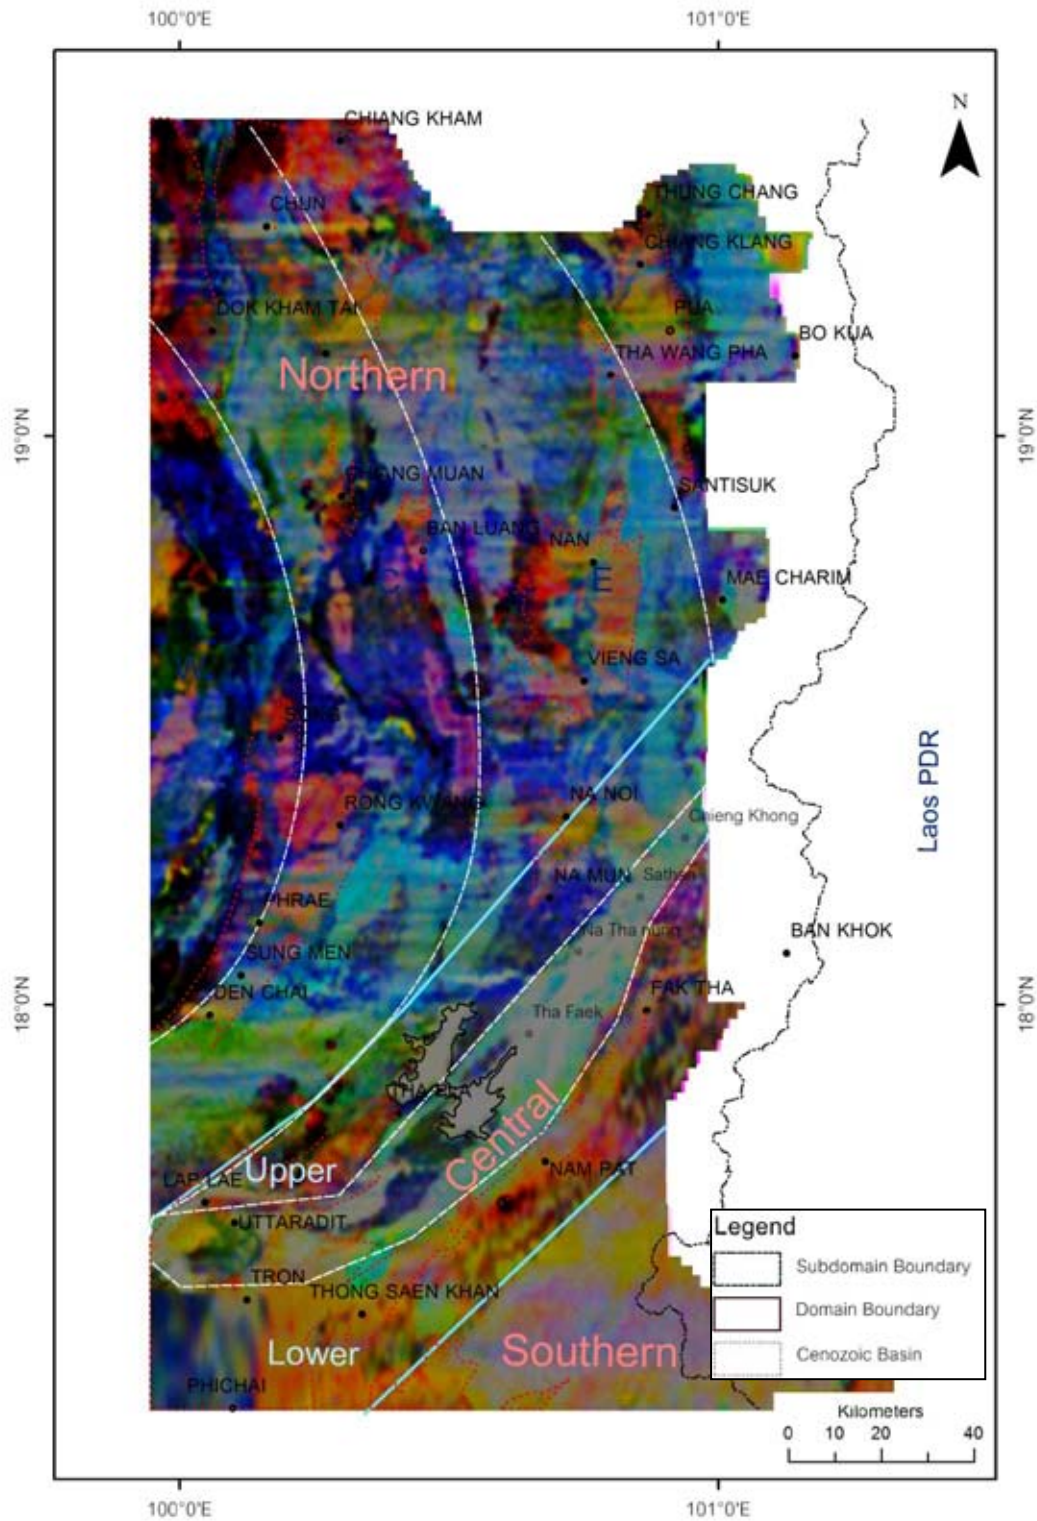 100°0'E
101°0'E
N
CHIANG KHAM
THUNG CHANG
CHUN
CHIANG KLANG
DOK KHAM TAI
PUA
BO KUA
THA WANG PHA
Northern
19°0'N
19°0'N
CHIANG MUAN
SANTISUK
BAN LUANG
NAN
E
MAE CHARIM
VIENG SA
SONG
Laos PDR
RONG KWANG
NA NOI
Chieng Khong
NA MUN
Sathan
PHRAE
Na Tha nung
BAN KHOK
SUNG MEN
DEN CHAI
FAK THA
18°0'N
18°0'N
Tha Faek
THA PLA
Central
Upper
NAM PAT
LAP LAE
UTTARADIT
Legend
Subdomain Boundary
TRON
THONG SAEN KHAN
Domain Boundary
Lower
Southern
Cenozoic Basin
PHICHAI
Kilometers
0 10 20 40
100°0'E
101°0'E